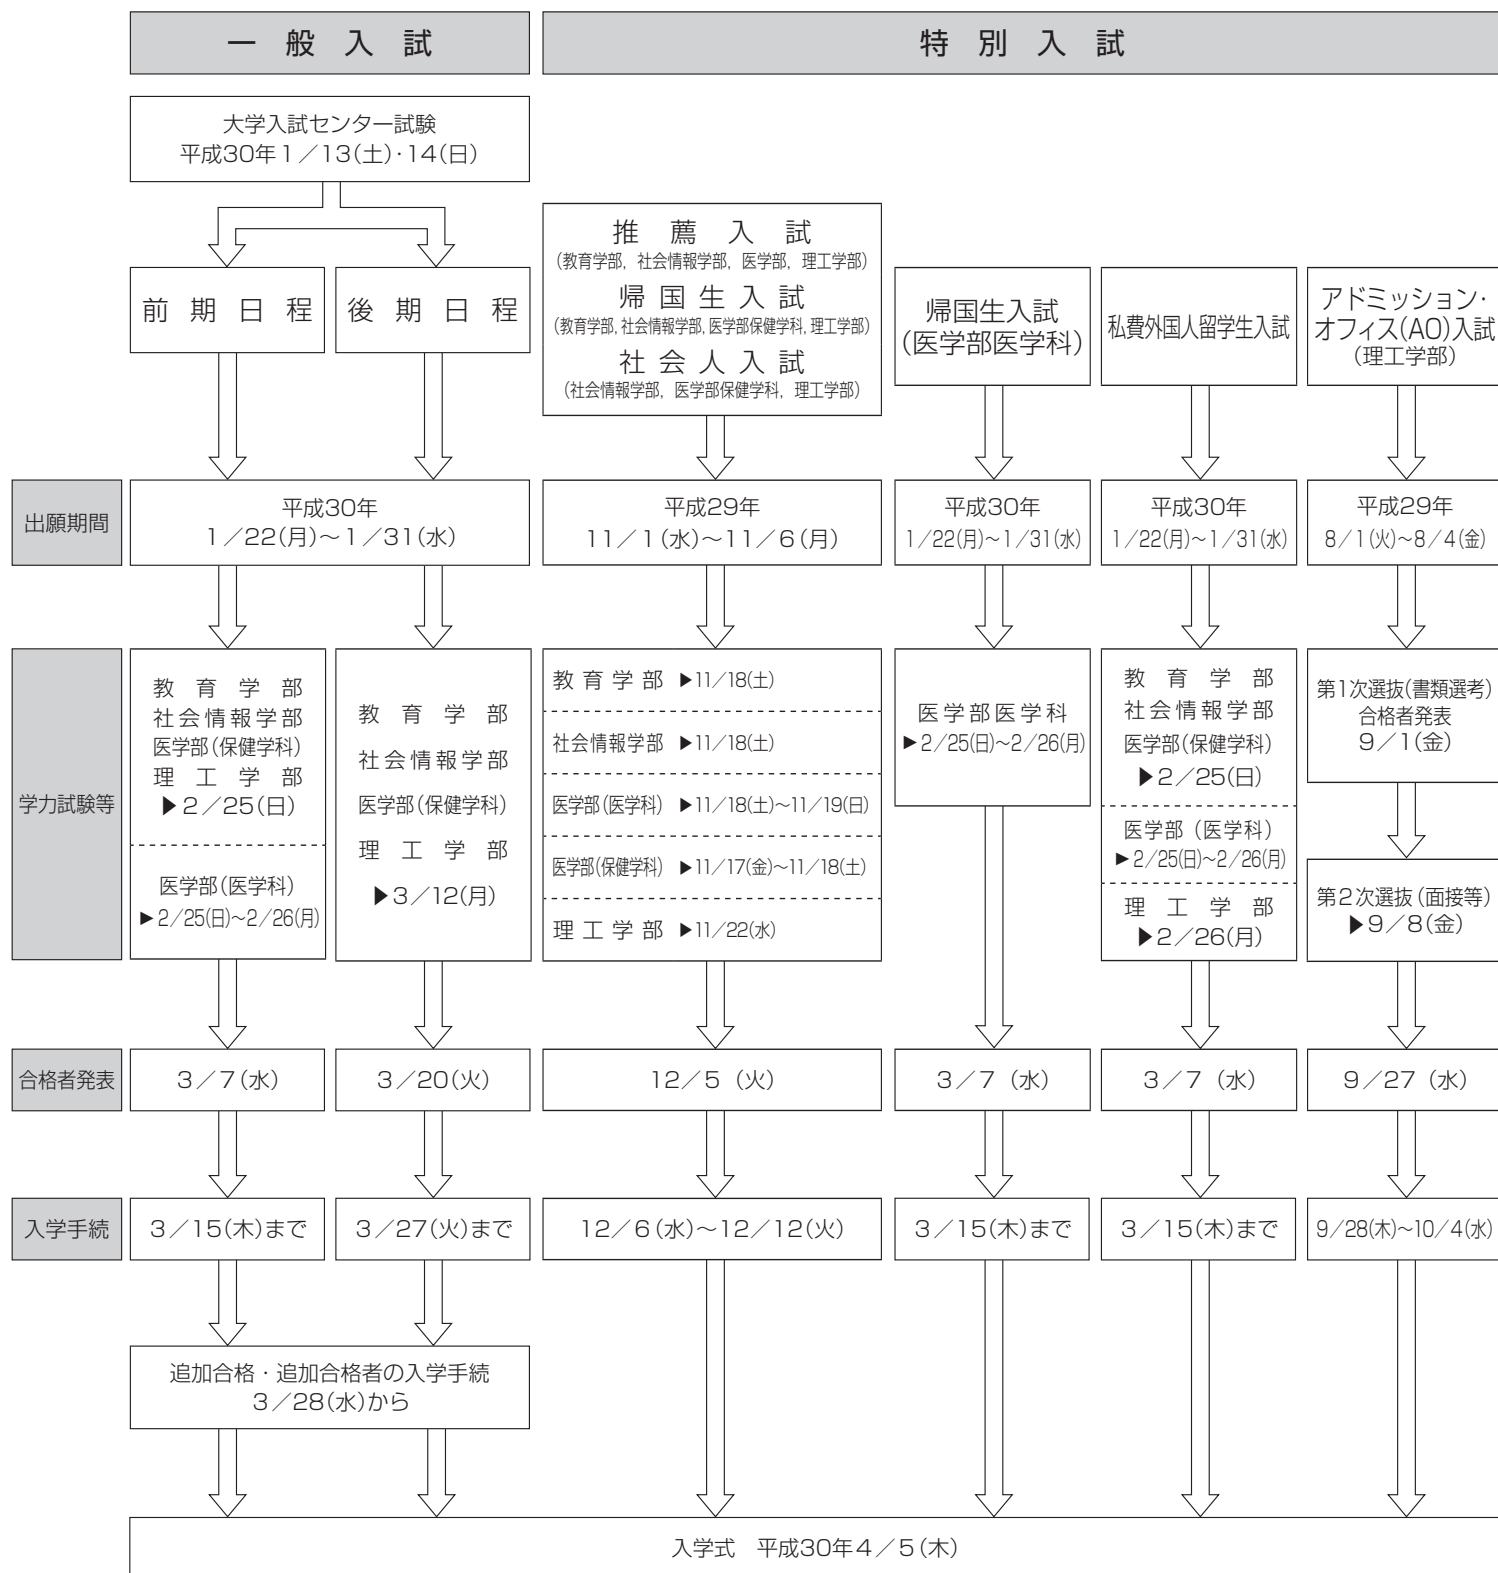 一般入試
特別入試
大学入試センター試験
平成30年1／13(土)・14(日)
前期日程
後期日程
推薦入試
(教育学部，社会情報学部，医学部，理工学部)
帰国生入試
(教育学部,社会情報学部,医学部保健学科,理工学部)
社会人入試
(社会情報学部，医学部保健学科，理工学部)
帰国生入試
(医学部医学科)
私費外国人留学生入試
アドミッション・
オフィス(AO)入試
(理工学部)
出願期間
平成30年
1／22(月)～1／31(水)
平成29年
11／1(水)～11／6(月)
平成30年
1／22(月)～1／31(水)
平成30年
1／22(月)～1／31(水)
平成29年
8／1(火)～8／4(金)
学力試験等
教育学部
社会情報学部
医学部(保健学科)
理工学部
▶2／25(日)
医学部(医学科)
▶2／25(日)～2／26(月)
教育学部
社会情報学部
医学部(保健学科)
理工学部
▶3／12(月)
教育学部 ▶11／18(土)
社会情報学部 ▶11／18(土)
医学部(医学科) ▶11／18(土)～11／19(日)
医学部(保健学科) ▶11／17(金)～11／18(土)
理工学部 ▶11／22(水)
医学部医学科
▶2／25(日)～2／26(月)
教育学部
社会情報学部
医学部(保健学科)
▶2／25(日)
医学部(医学科)
▶2／25(日)～2／26(月)
理工学部
▶2／26(月)
第1次選抜(書類選考)
合格者発表
9／1(金)
第2次選抜(面接等)
▶9／8(金)
合格者発表
3／7(水)
3／20(火)
12／5(火)
3／7(水)
3／7(水)
9／27(水)
入学手続
3／15(木)まで
3／27(火)まで
12／6(水)～12／12(火)
3／15(木)まで
3／15(木)まで
9／28(木)～10／4(水)
追加合格・追加合格者の入学手続
3／28(水)から
入学式　平成30年4／5(木)